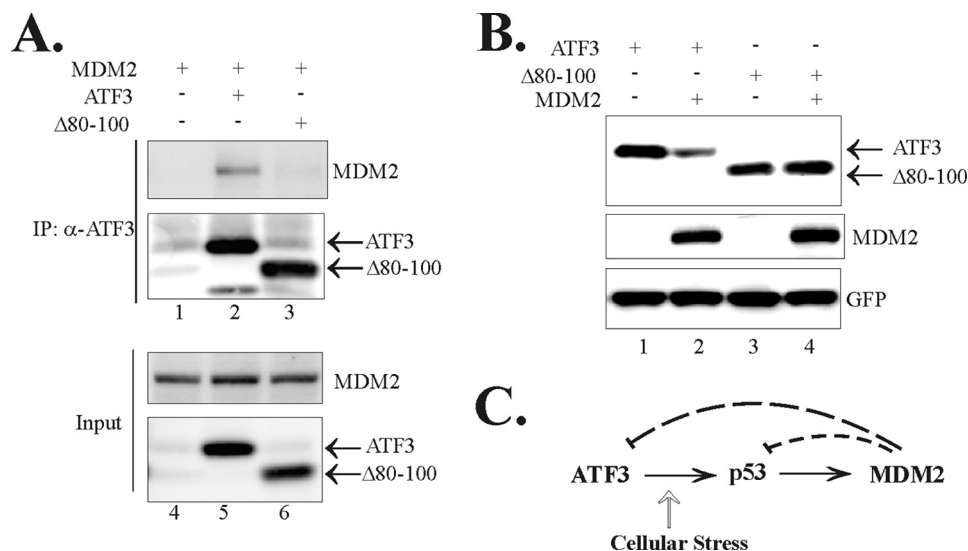 A.
MDM2 + + +
ATF3 - + -
Δ80-100 - - +
IP: α-ATF3
MDM2
ATF3
Δ80-100
1 2 3
Input
MDM2
ATF3
Δ80-100
4 5 6
B.
ATF3 + + - -
Δ80-100 - - + +
MDM2 - + - +
ATF3
Δ80-100
MDM2
GFP
1 2 3 4
C.
ATF3 p53 MDM2
Cellular Stress